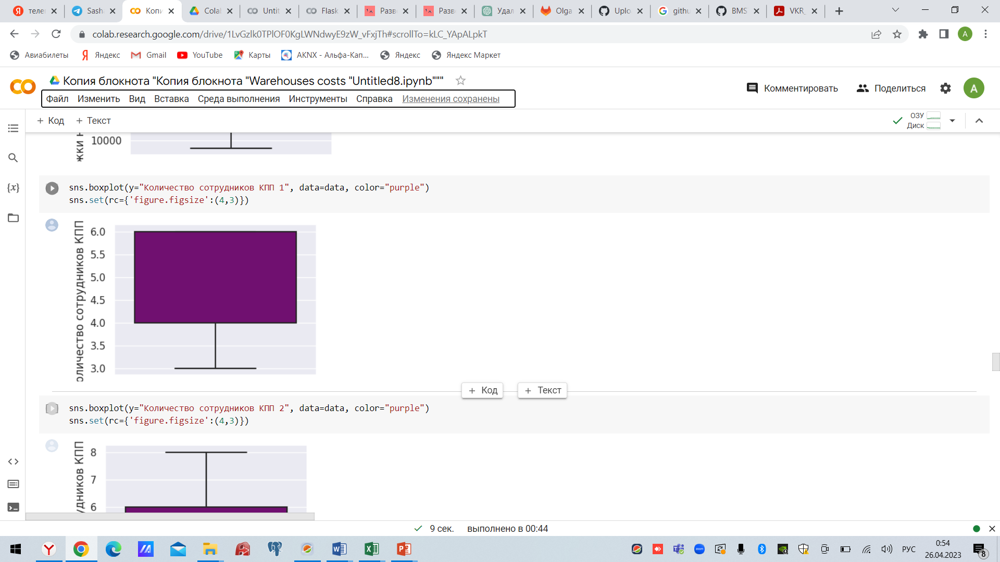 теле
Sash
Копи
Colal
Untit
Flask
Разв
Разв
Удал
Olga
Uplo
githu
BMS
VKR_
colab.research.google.com/drive/1LvGzlk0TPlOF0KgLWNdwyE9zW_vFxjTh#scrollTo=kLC_YApALpkT
A
Авиабилеты
Яндекс
Gmail
YouTube
Карты
AKNX - Альфа-Кап...
Яндекс
Яндекс Маркет
Копия блокнота "Копия блокнота "Warehouses costs "Untitled8.ipynb"""
Файл Изменить Вид Вставка Среда выполнения Инструменты Справка Изменения сохранены
Комментировать
Поделиться
A
+ Код + Текст
ОЗУ
Диск
10000
жки н
sns.boxplot(y="Количество сотрудников КПП 1", data=data, color="purple")
sns.set(rc={'figure.figsize':(4,3)})
оличество сотрудников КПП
6.0
5.5
5.0
4.5
4.0
3.5
3.0
+ Код
+ Текст
sns.boxplot(y="Количество сотрудников КПП 2", data=data, color="purple")
sns.set(rc={'figure.figsize':(4,3)})
удников КПП
8
7
6
9 сек. выполнено в 00:44
РУС
0:54
26.04.2023
8